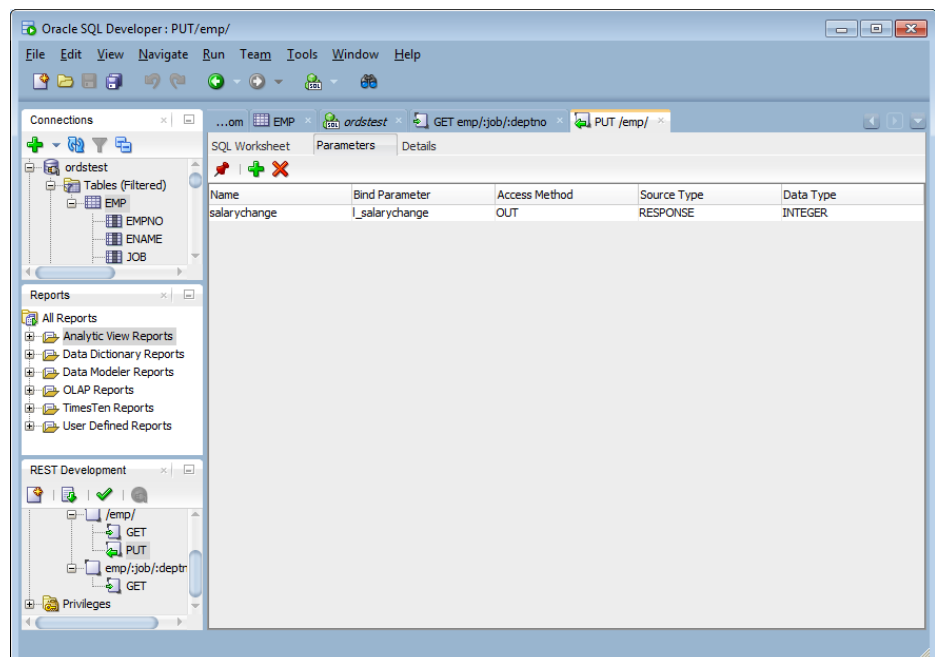 Oracle SQL Developer : PUT/emp/
File Edit View Navigate Run Team Tools Window Help
Connections
ordstest
Tables (Filtered)
EMP
EMPNO
ENAME
JOB
Reports
All Reports
Analytic View Reports
Data Dictionary Reports
Data Modeler Reports
OLAP Reports
TimesTen Reports
User Defined Reports
REST Development
/emp/
GET
PUT
emp/:job/:deptn
GET
Privileges
...om EMP ordstest GET emp/:job/:deptno PUT /emp/
SQL Worksheet Parameters Details
Name Bind Parameter Access Method Source Type Data Type
salarychange l_salarychange OUT RESPONSE INTEGER